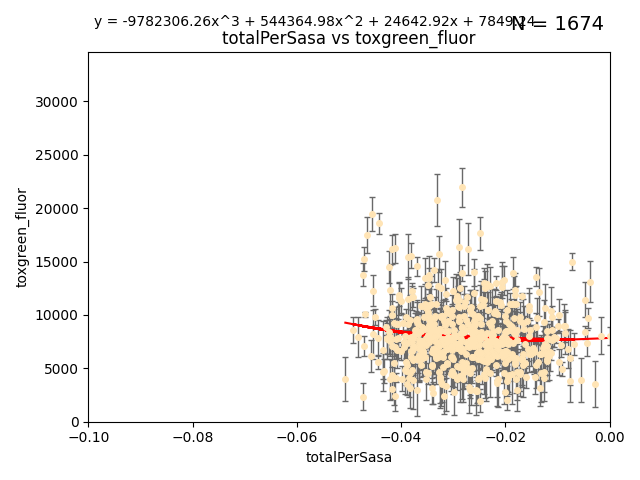 y = -9782306.26x^3 + 544364.98x^2 + 24642.92x + 7849.24
N = 1674
totalPerSasa vs toxgreen_fluor
30000
25000
20000
15000
10000
5000
0
toxgreen_fluor
−0.10
−0.08
−0.06
−0.04
−0.02
0.00
totalPerSasa